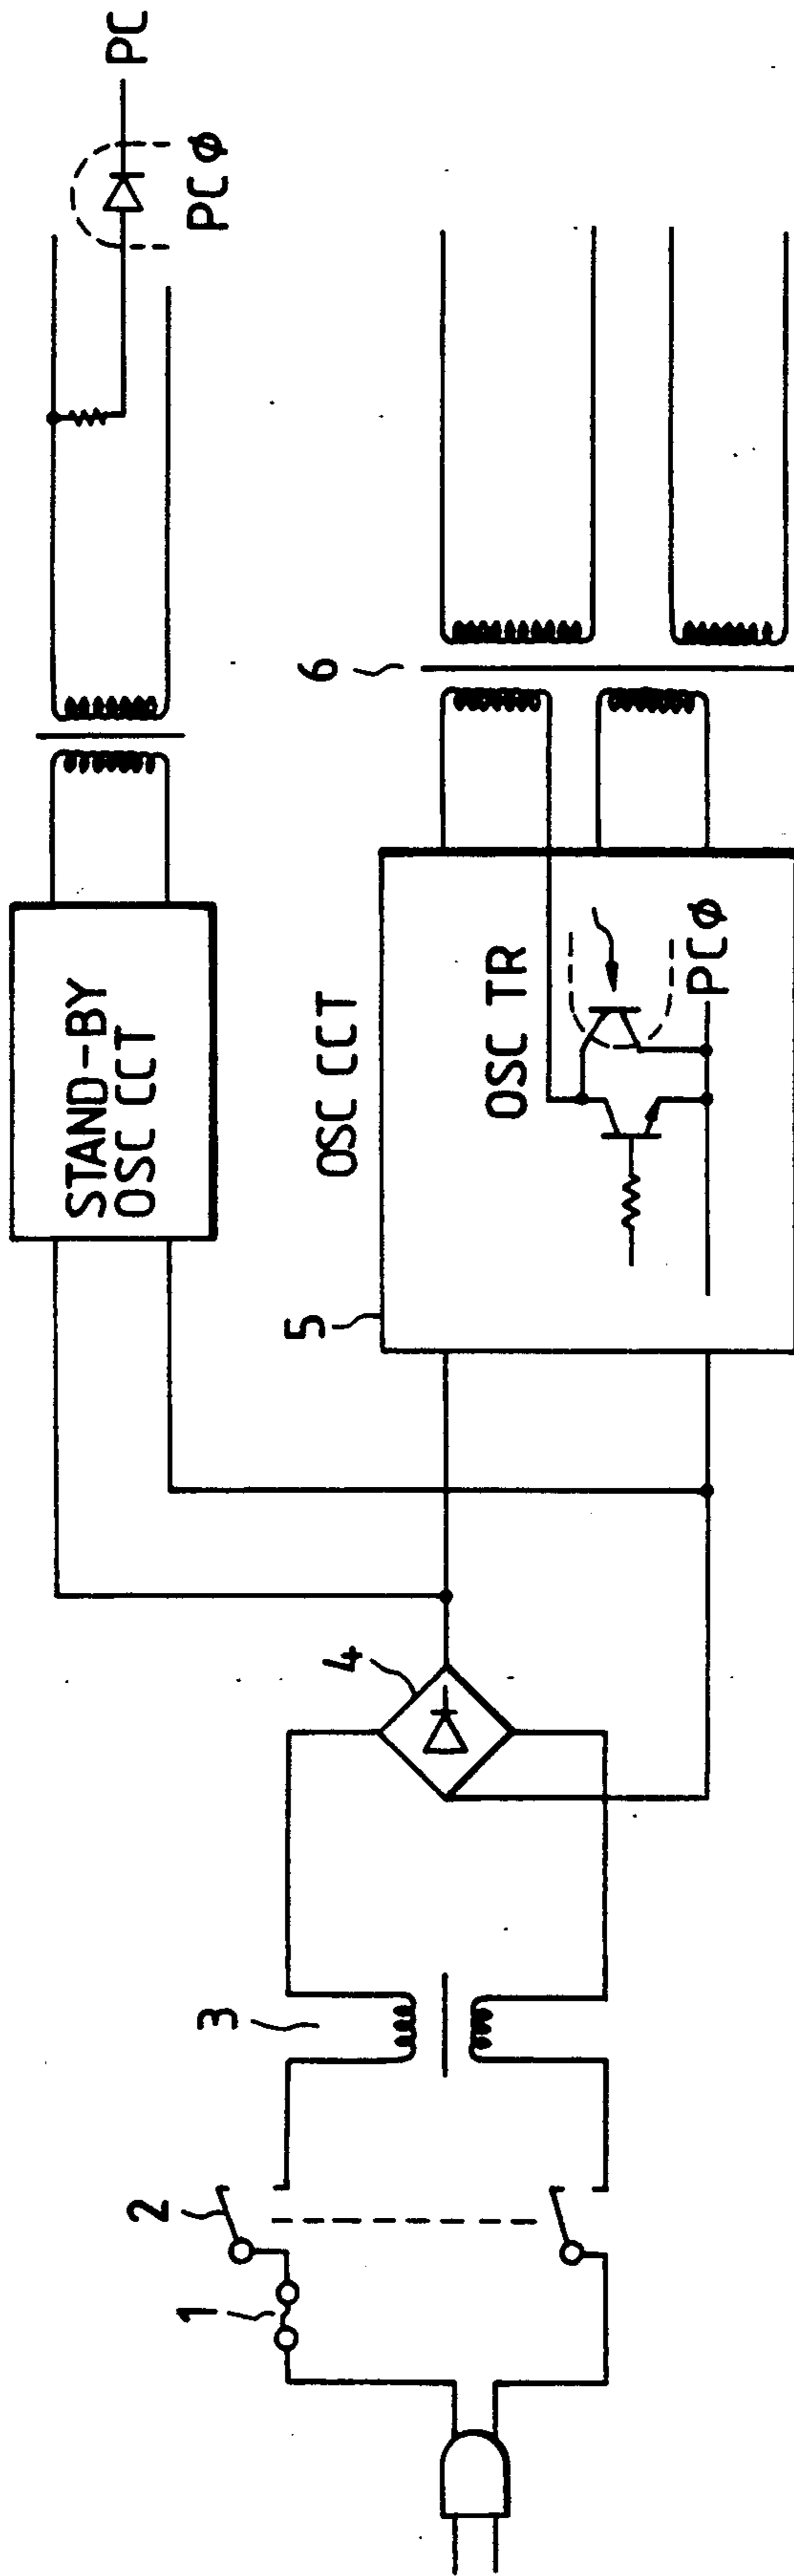 PC
PCφ
STAND-BY
OSC CCT
6
OSC CCT
OSC TR
PCφ
5
4
3
2
1